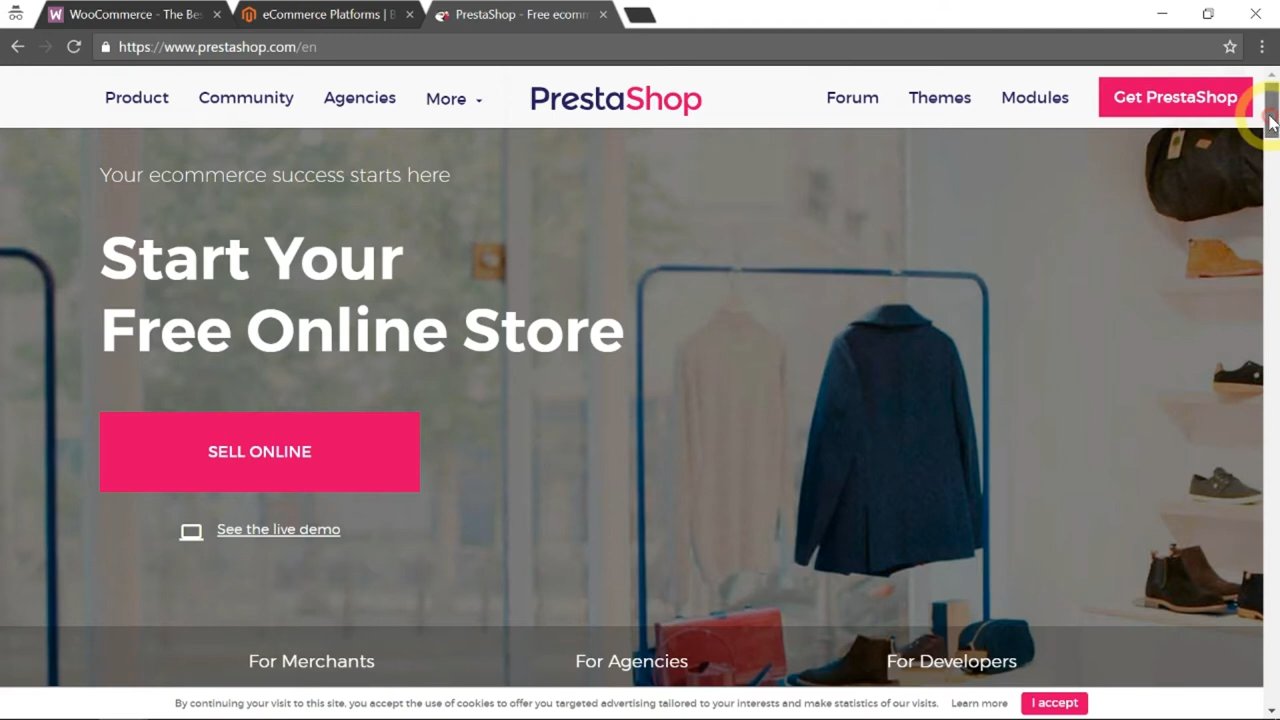 WooCommerce - The Be
eCommerce Platforms | B
PrestaShop - Free ecomm
https://www.prestashop.com/en
Product
Community
Agencies
More
PrestaShop
Forum
Themes
Modules
Get PrestaShop
Your ecommerce success starts here
Start Your
Free Online Store
SELL ONLINE
See the live demo
For Merchants
For Agencies
For Developers
By continuing your visit to this site, you accept the use of cookies to offer you targeted advertising tailored to your interests and make statistics of our visits.
Learn more
I accept